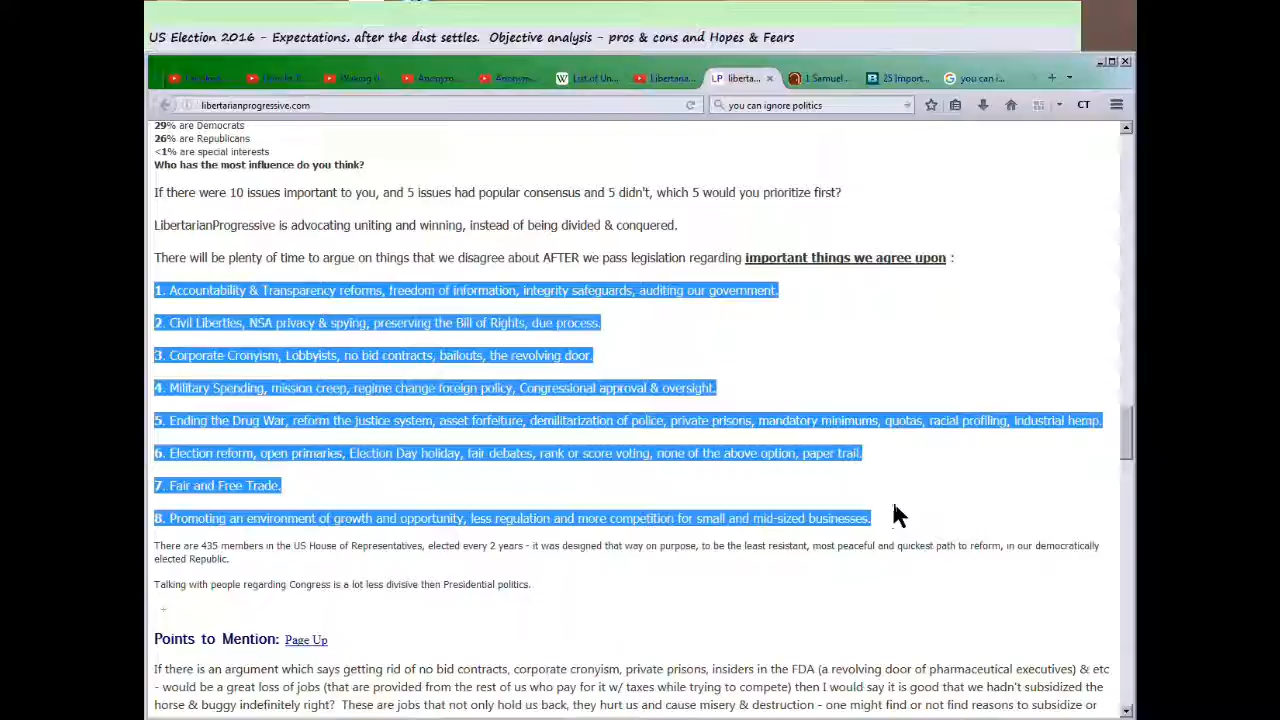 US Election 2016 - Expectations, after the dust settles. Objective analysis - pros & cons and Hopes & Fears
Anonym...
List of Un...
Libertaria...
LP liberta...
1 Samuel ...
25 Import...
you can i...
libertarianprogressive.com
you can ignore politics
CT
29% are Democrats
26% are Republicans
<1% are special interests
Who has the most influence do you think?
If there were 10 issues important to you, and 5 issues had popular consensus and 5 didn't, which 5 would you prioritize first?
LibertarianProgressive is advocating uniting and winning, instead of being divided & conquered.
There will be plenty of time to argue on things that we disagree about AFTER we pass legislation regarding important things we agree upon :
1. Accountability & Transparency reforms, freedom of information, integrity safeguards, auditing our government.
2. Civil Liberties, NSA privacy & spying, preserving the Bill of Rights, due process.
3. Corporate Cronyism, Lobbyists, no bid contracts, bailouts, the revolving door.
4. Military Spending, mission creep, regime change foreign policy, Congressional approval & oversight.
5. Ending the Drug War, reform the justice system, asset forfeiture, demilitarization of police, private prisons, mandatory minimums, quotas, racial profiling, industrial hemp.
6. Election reform, open primaries, Election Day holiday, fair debates, rank or score voting, none of the above option, paper trail.
7. Fair and Free Trade.
8. Promoting an environment of growth and opportunity, less regulation and more competition for small and mid-sized businesses.
There are 435 members in the US House of Representatives, elected every 2 years - it was designed that way on purpose, to be the least resistant, most peaceful and quickest path to reform, in our democratically
elected Republic.
Talking with people regarding Congress is a lot less divisive then Presidential politics.
+
Points to Mention: Page Up
If there is an argument which says getting rid of no bid contracts, corporate cronyism, private prisons, insiders in the FDA (a revolving door of pharmaceutical executives) & etc
- would be a great loss of jobs (that are provided from the rest of us who pay for it w/ taxes while trying to compete) then I would say it is good that we hadn't subsidized the
horse & buggy indefinitely right? These are jobs that not only hold us back, they hurt us and cause misery & destruction - one might find or not find reasons to subsidize or